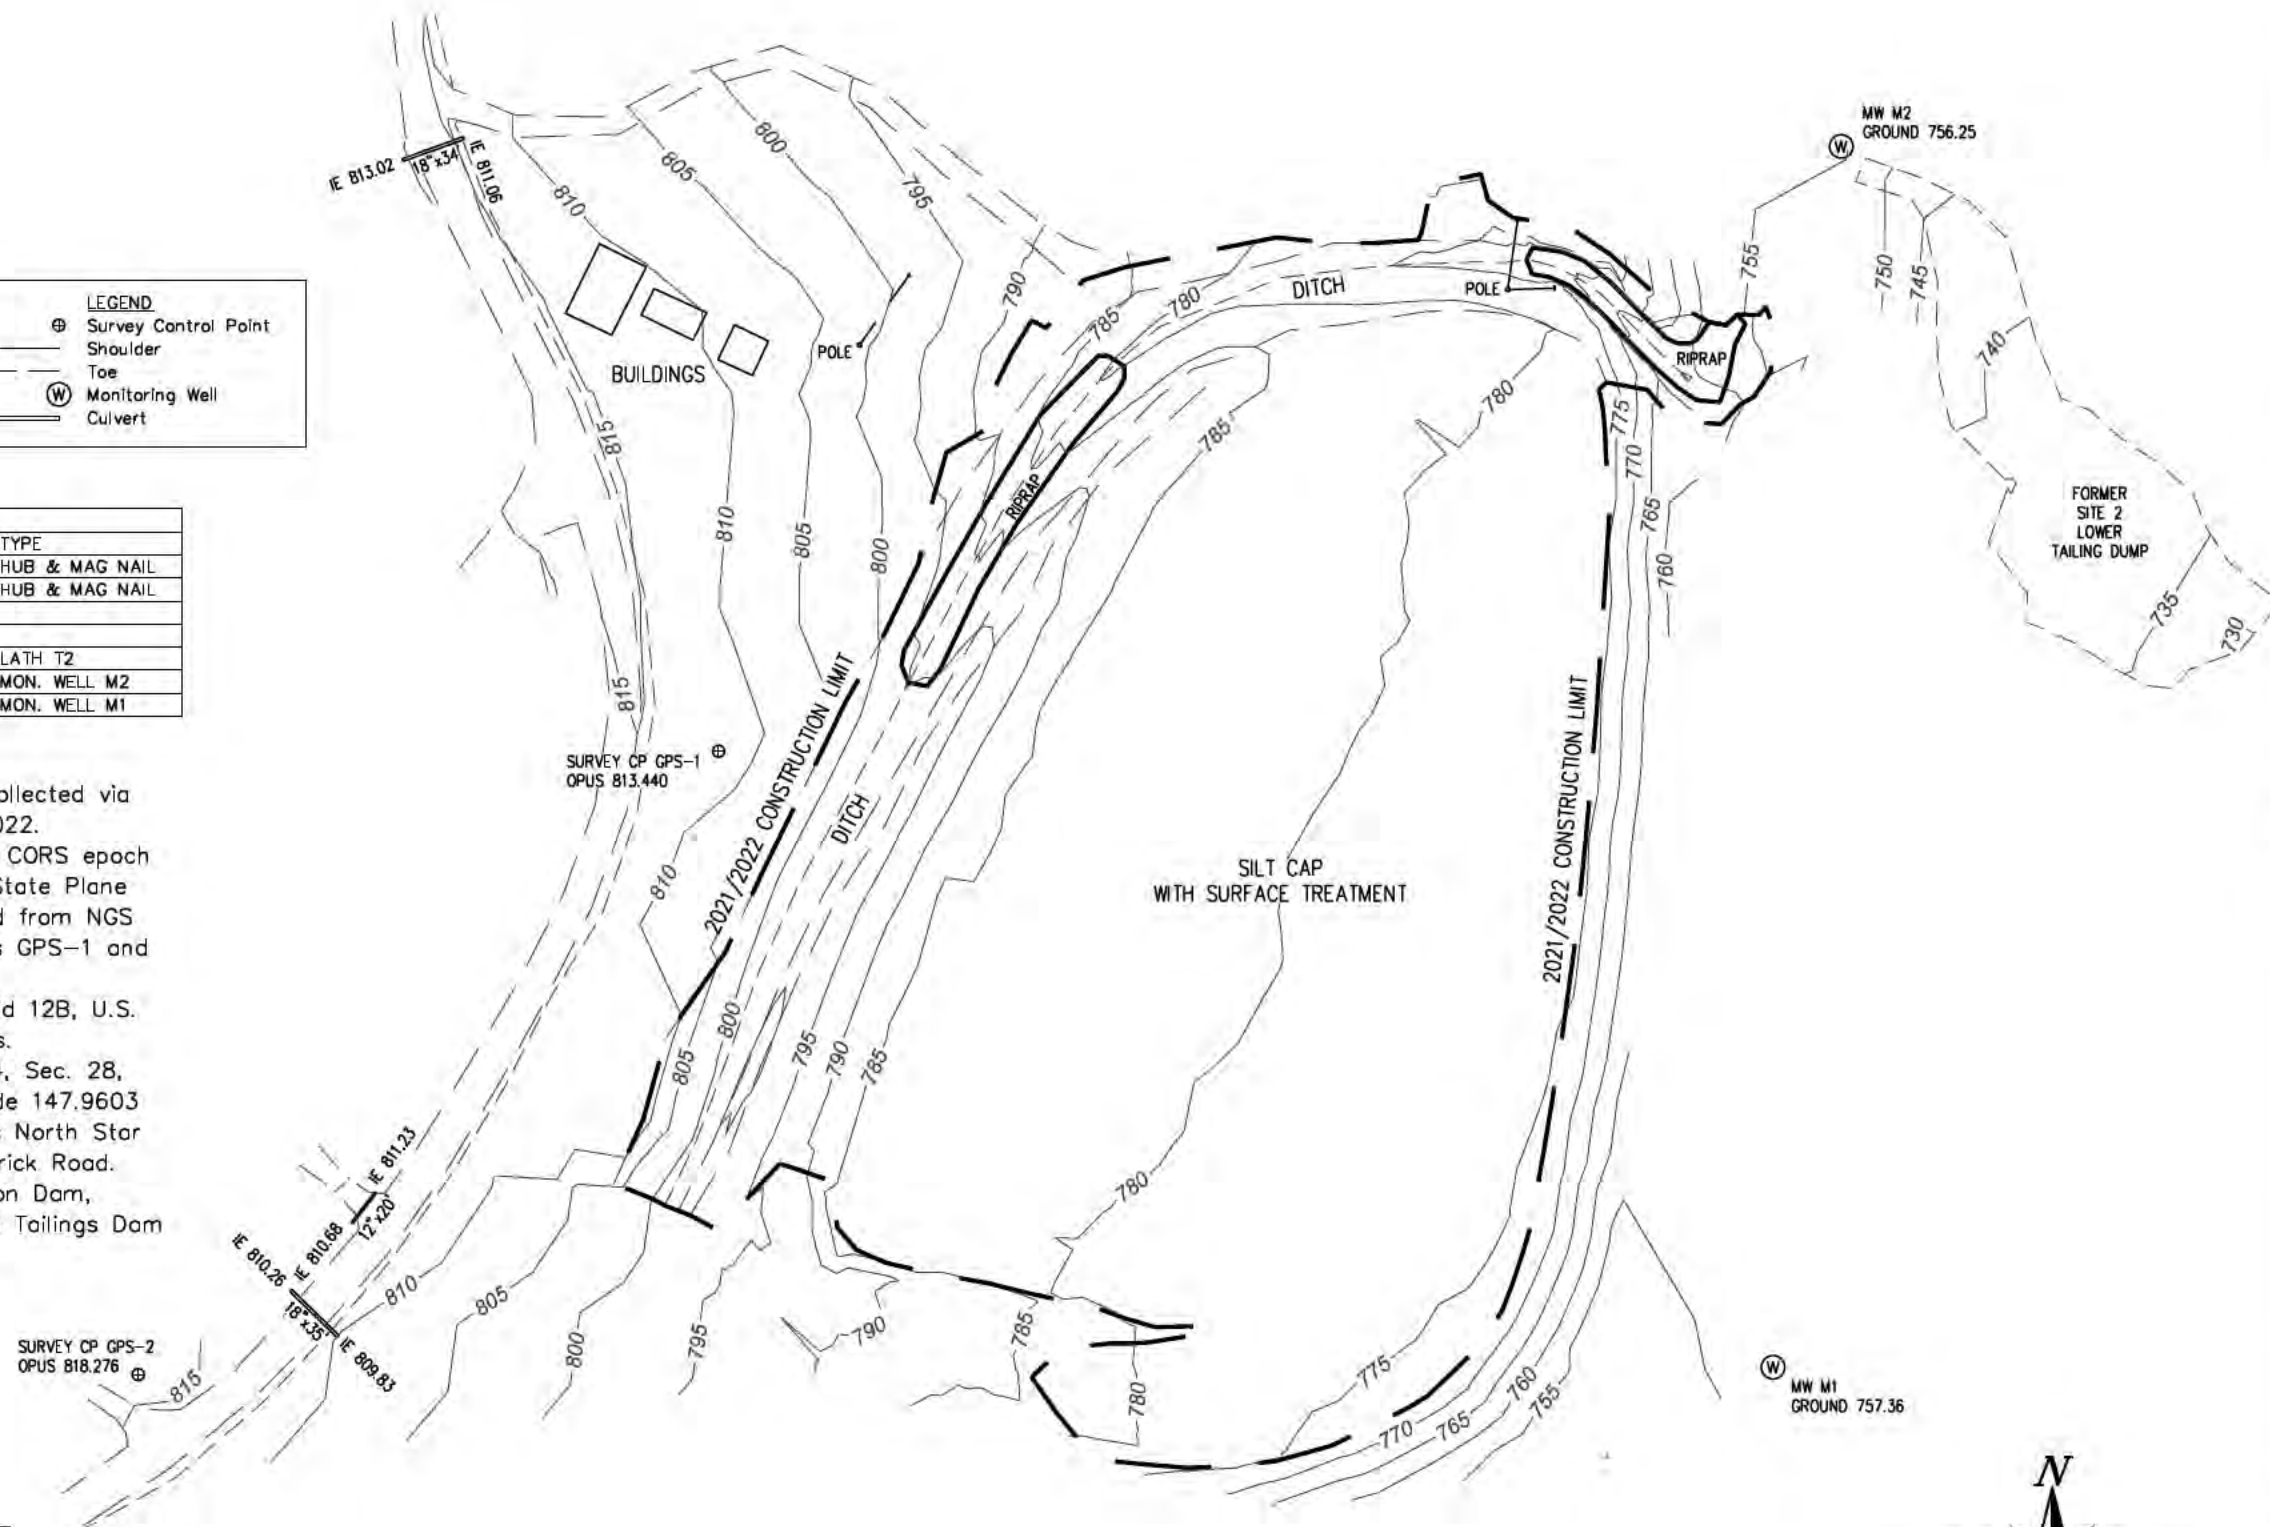 MW M2
GROUND 756.25
IE 813.02
18"x34'
IE 811.06
800
805
795
810
755
750
745
790
LEGEND
Survey Control Point
Shoulder
Toe
Monitoring Well
Culvert
POLE
BUILDINGS
785
780
DITCH
POLE
RIPRAP
740
780
785
775
770
765
760
815
RIPRAP
810
805
800
FORMER
SITE 2
LOWER
TAILING DUMP
735
730
TYPE
HUB & MAG NAIL
HUB & MAG NAIL
LATH T2
MON. WELL M2
MON. WELL M1
815
SURVEY CP GPS-1
OPUS 813.440
2021/2022 CONSTRUCTION LIMIT
DITCH
2021/2022 CONSTRUCTION LIMIT
SILT CAP
WITH SURFACE TREATMENT
ollected via
022.
CORS epoch
State Plane
d from NGS
s GPS-1 and
d 12B, U.S.
s.
, Sec. 28,
de 147.9603
North Star
rick Road.
on Dam,
Tailings Dam
810
800
805
795
790
785
780
IE 811.23
12"x20'
IE 810.68
IE 810.26
18"x35'
IE 809.83
810
805
800
795
790
785
780
775
770
765
760
755
SURVEY CP GPS-2
OPUS 818.276
815
MW M1
GROUND 757.36
N